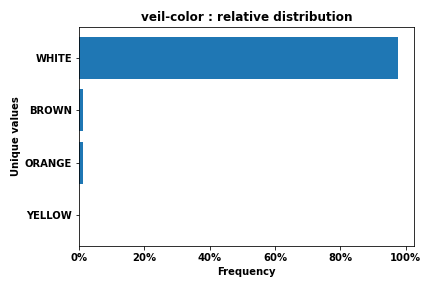 veil-color : relative distribution
Unique values
WHITE
BROWN
ORANGE
YELLOW
0% 20% 40% 60% 80% 100%
Frequency